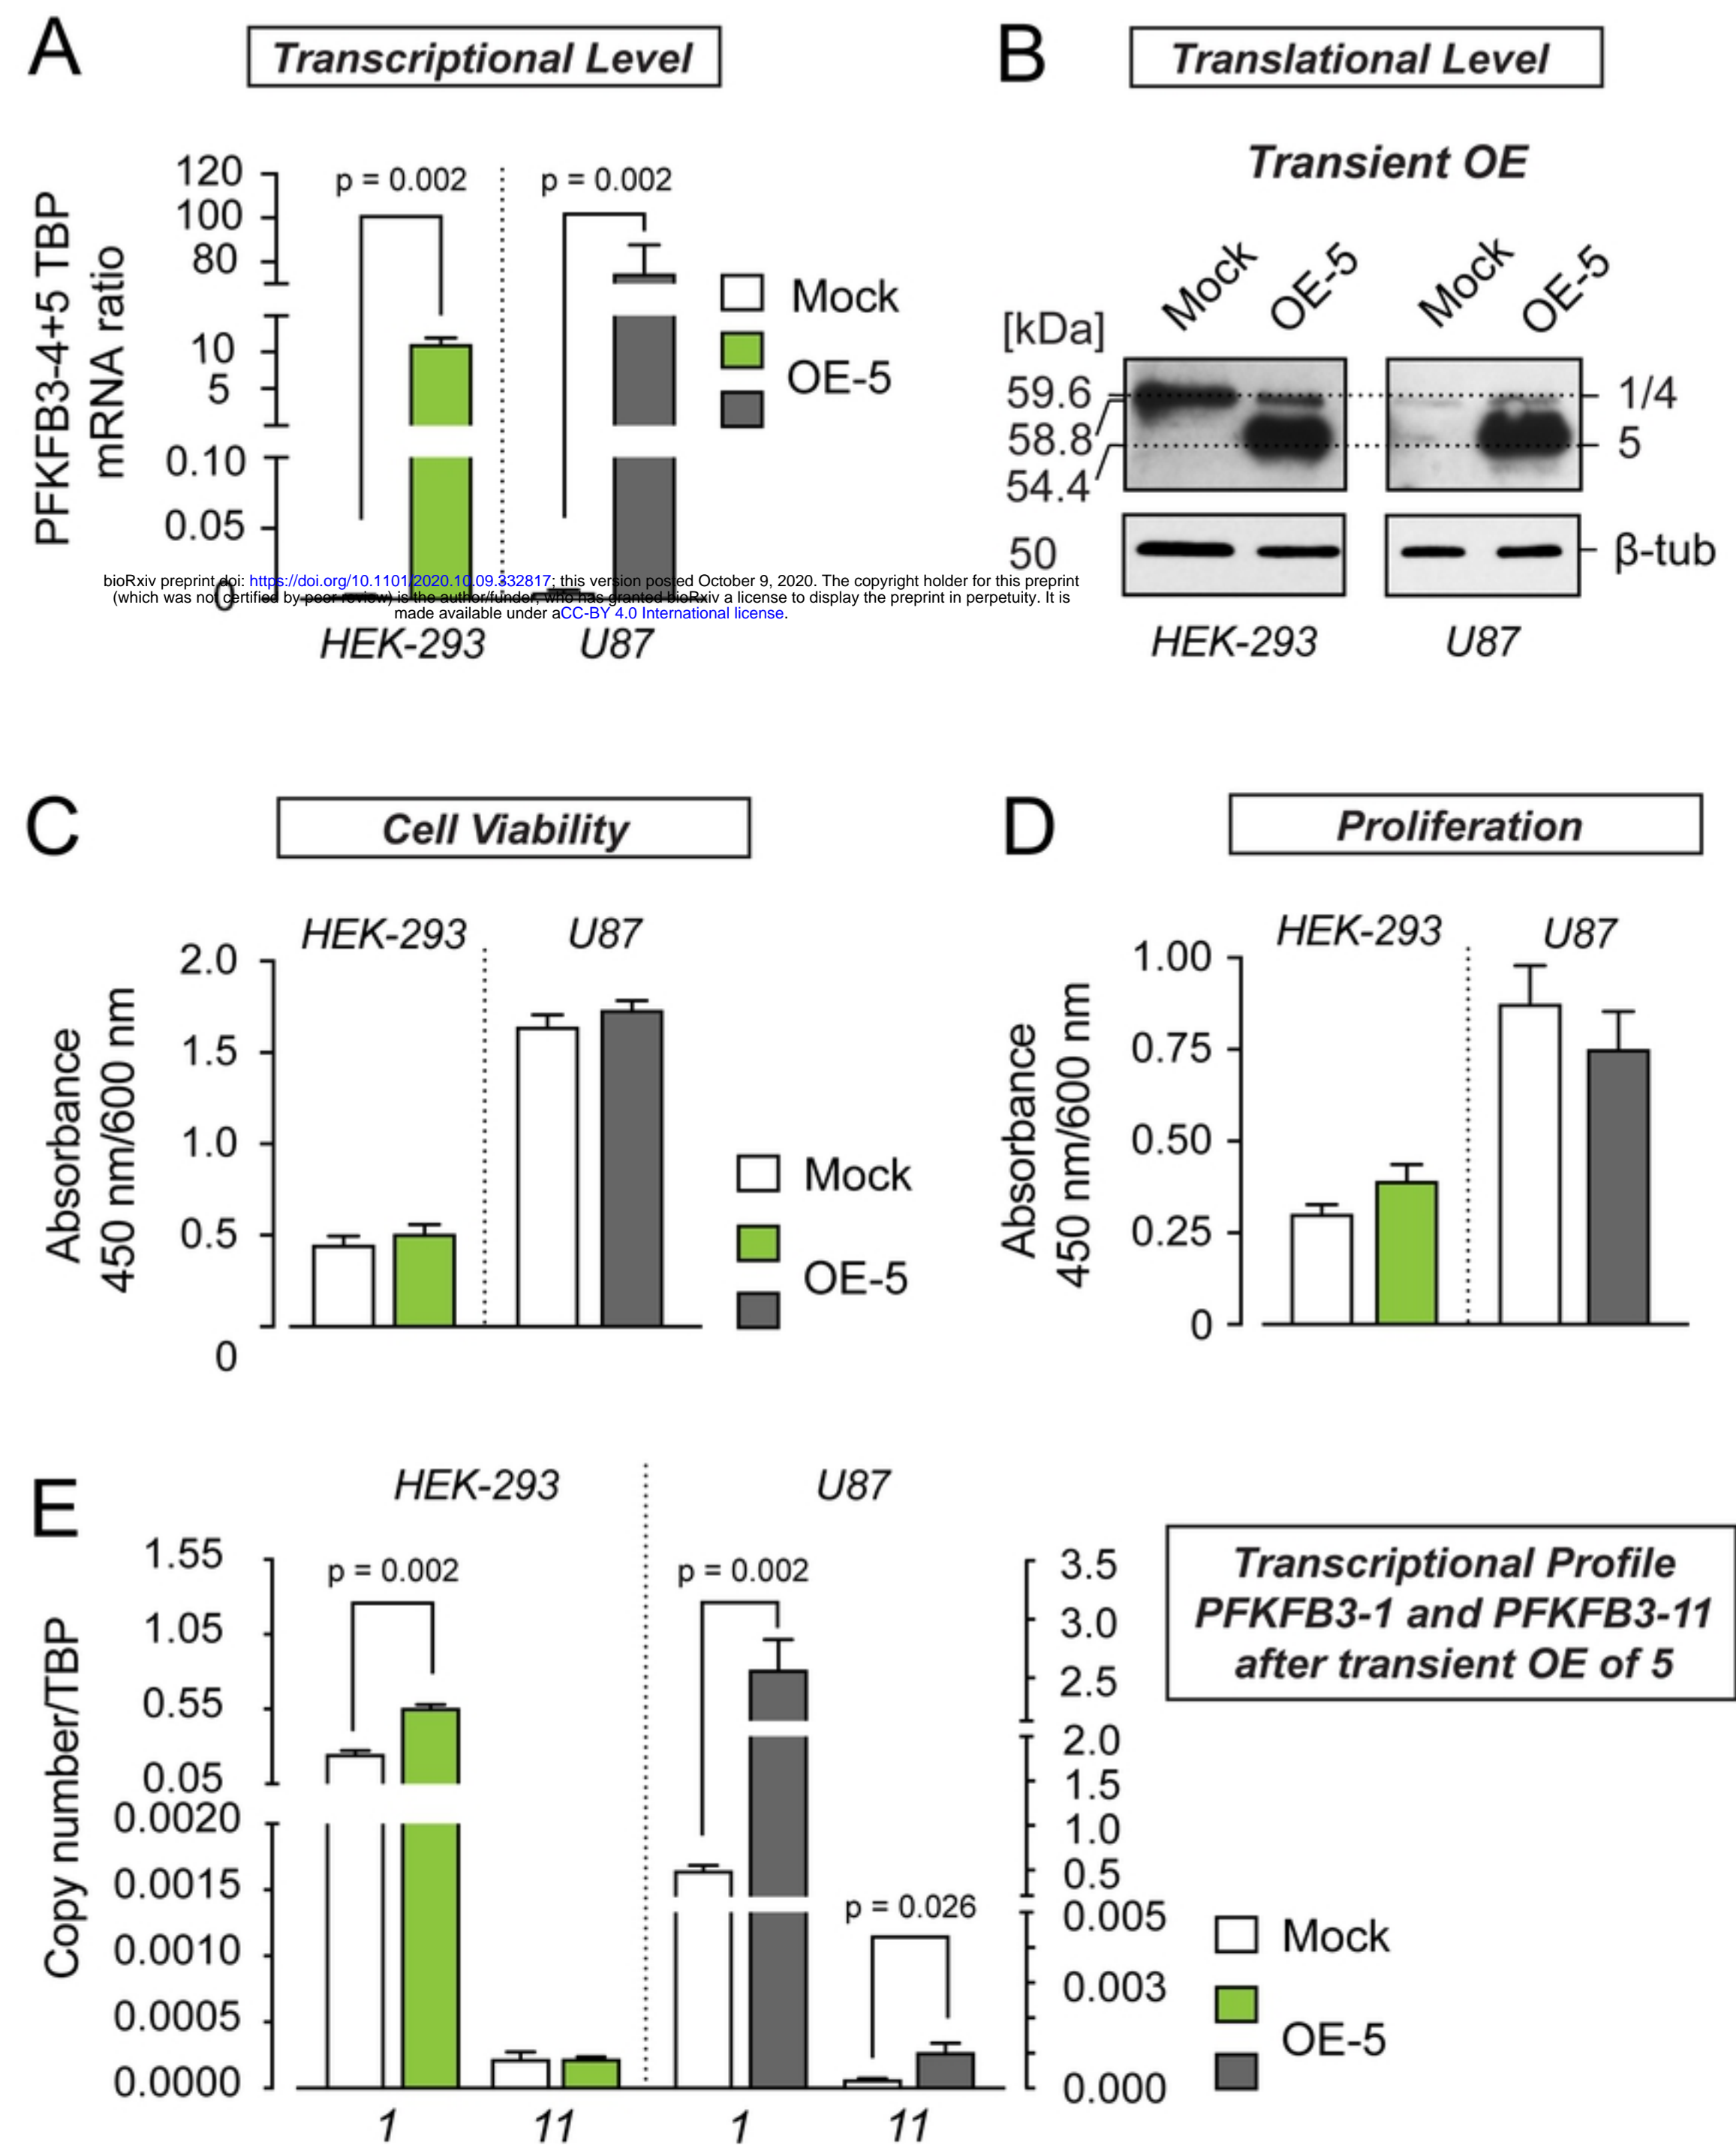 A
Transcriptional Level
PFKFB3-4+5 TBP
mRNA ratio
120
100
80
10
5
0.10
0.05
0
p = 0.002
p = 0.002
Mock
OE-5
HEK-293
U87
bioRxiv preprint doi: https://doi.org/10.1101/2020.10.09.332817; this version posted October 9, 2020. The copyright holder for this preprint
(which was not certified by peer review) is the author/funder, who has granted bioRxiv a license to display the preprint in perpetuity. It is
made available under aCC-BY 4.0 International license.
B
Translational Level
Transient OE
Mock
OE-5
Mock
OE-5
[kDa]
59.6
58.8
54.4
50
1/4
5
β-tub
HEK-293
U87
C
Cell Viability
HEK-293
U87
Absorbance
450 nm/600 nm
2.0
1.5
1.0
0.5
0
Mock
OE-5
D
Proliferation
HEK-293
U87
Absorbance
450 nm/600 nm
1.00
0.75
0.50
0.25
0
E
HEK-293
U87
Copy number/TBP
1.55
1.05
0.55
0.05
0.0020
0.0015
0.0010
0.0005
0.0000
p = 0.002
p = 0.002
p = 0.026
3.5
3.0
2.5
2.0
1.5
1.0
0.5
0.005
0.003
0.000
1
11
1
11
Transcriptional Profile
PFKFB3-1 and PFKFB3-11
after transient OE of 5
Mock
OE-5